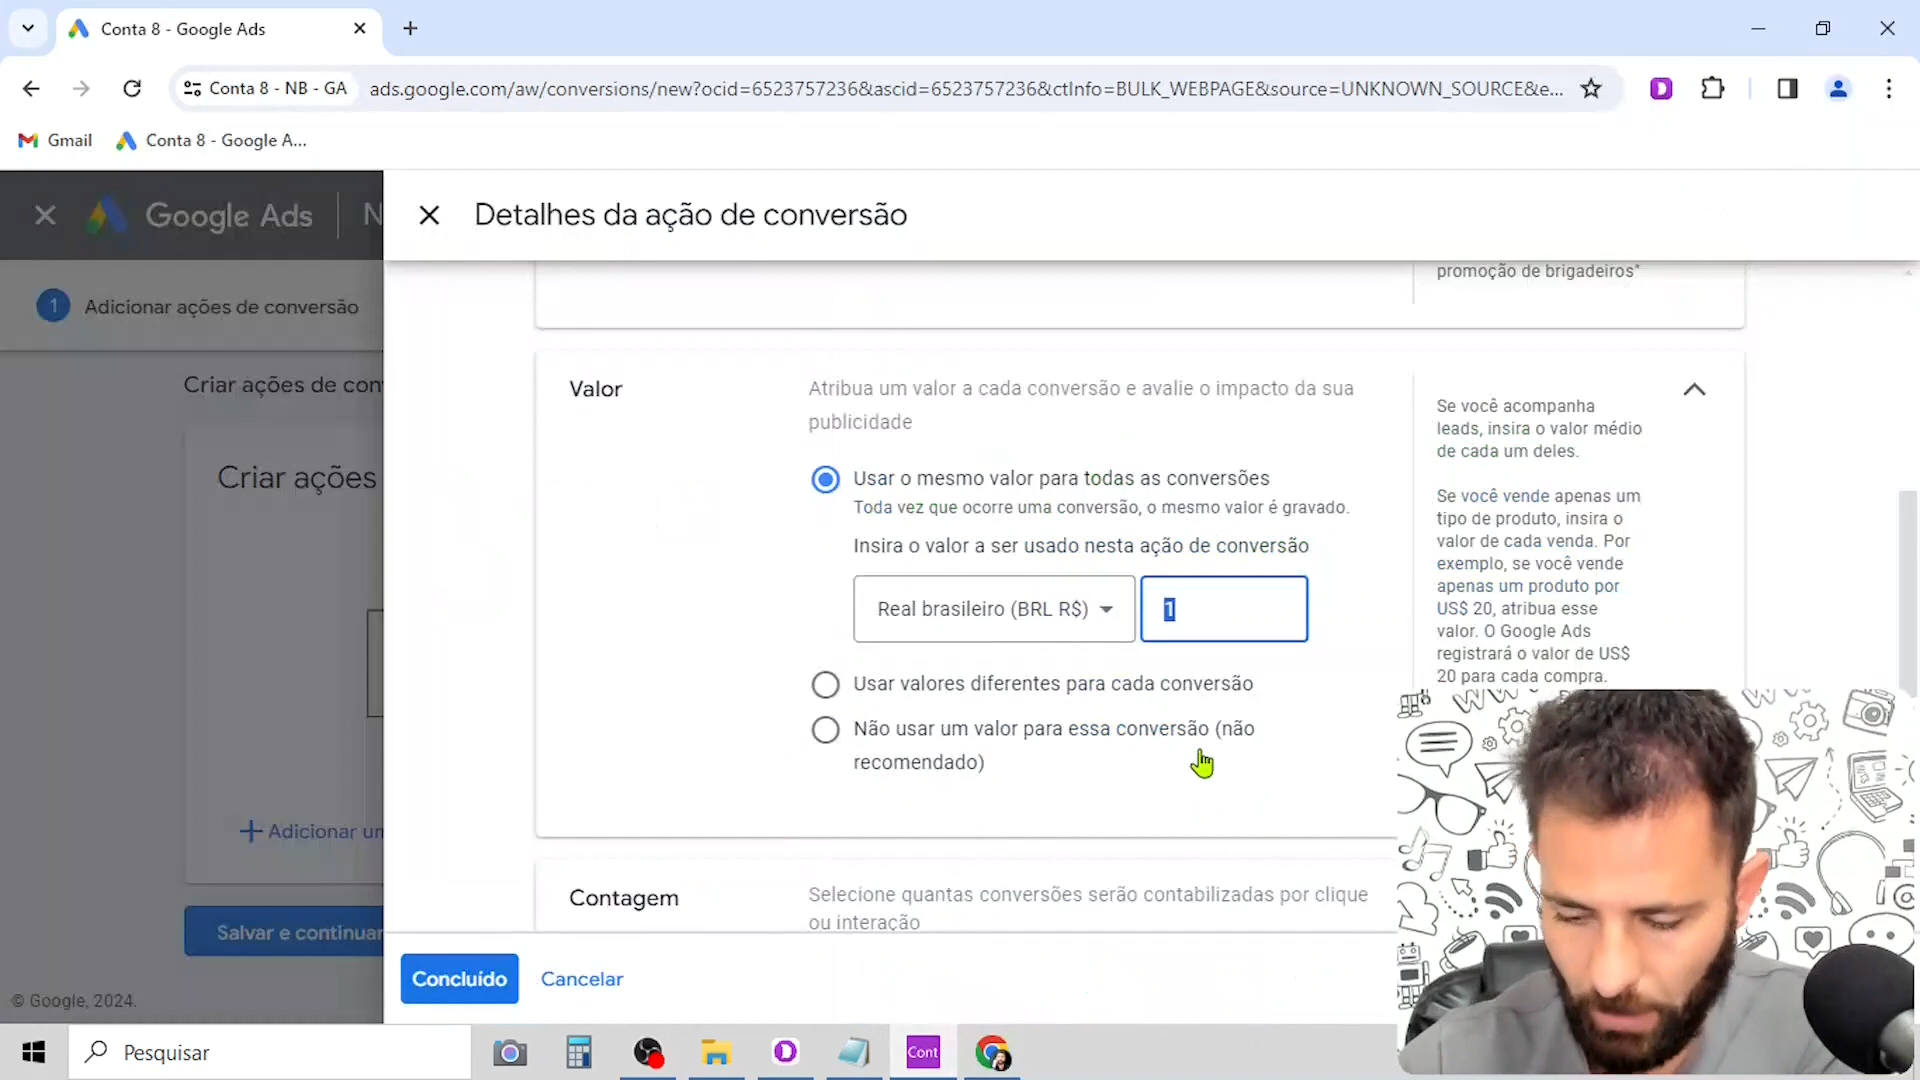 Conta 8 - Google Ads
Conta 8 - NB - GA
ads.google.com/aw/conversions/new?ocid=6523757236&ascid=6523757236&ctInfo=BULK_WEBPAGE&source=UNKNOWN_SOURCE&e...
Gmail
Conta 8 - Google A...
Google Ads
N
Detalhes da ação de conversão
1 Adicionar ações de conversão
promoção de brigadeiros"
Criar ações de con
Criar ações
Adicionar un
Salvar e continuar
© Google, 2024.
Valor
Atribua um valor a cada conversão e avalie o impacto da sua
publicidade
Usar o mesmo valor para todas as conversões
Toda vez que ocorre uma conversão, o mesmo valor é gravado.
Insira o valor a ser usado nesta ação de conversão
Real brasileiro (BRL R$)
1
Usar valores diferentes para cada conversão
Não usar um valor para essa conversão (não
recomendado)
Se você acompanha
leads, insira o valor médio
de cada um deles.
Se você vende apenas um
tipo de produto, insira o
valor de cada venda. Por
exemplo, se você vende
apenas um produto por
US$ 20, atribua esse
valor. O Google Ads
registrará o valor de US$
20 para cada compra.
Contagem
Selecione quantas conversões serão contabilizadas por clique
ou interação
Concluído
Cancelar
Pesquisar
Cont